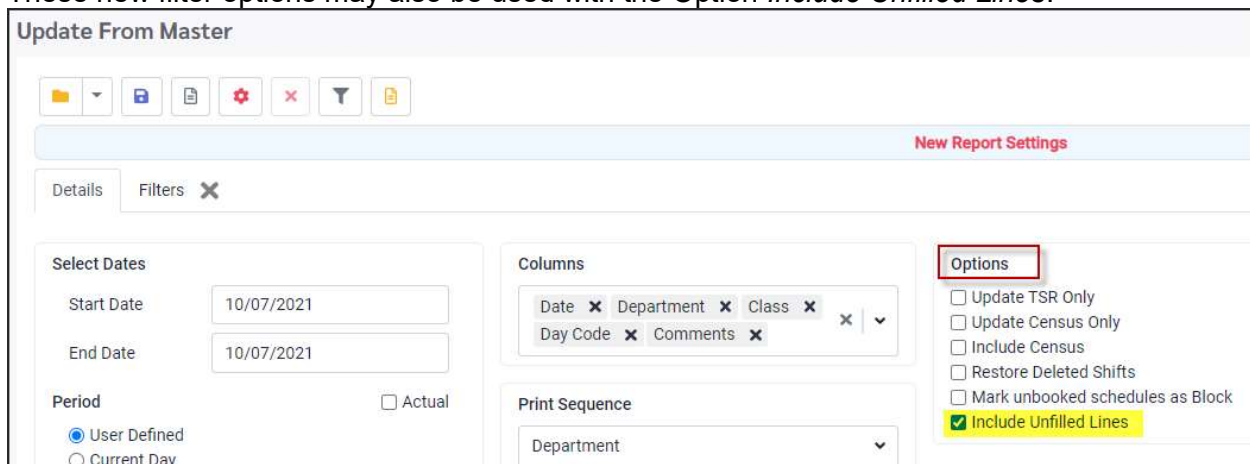 These new filter options may also be used with the Option Include Unfilled Lines.
Update From Master
New Report Settings
Details Filters
Select Dates
Start Date 10/07/2021
End Date 10/07/2021
Period Actual
User Defined
Current Day
Columns
Date Department Class
Day Code Comments
Print Sequence
Department
Options
Update TSR Only
Update Census Only
Include Census
Restore Deleted Shifts
Mark unbooked schedules as Block
Include Unfilled Lines